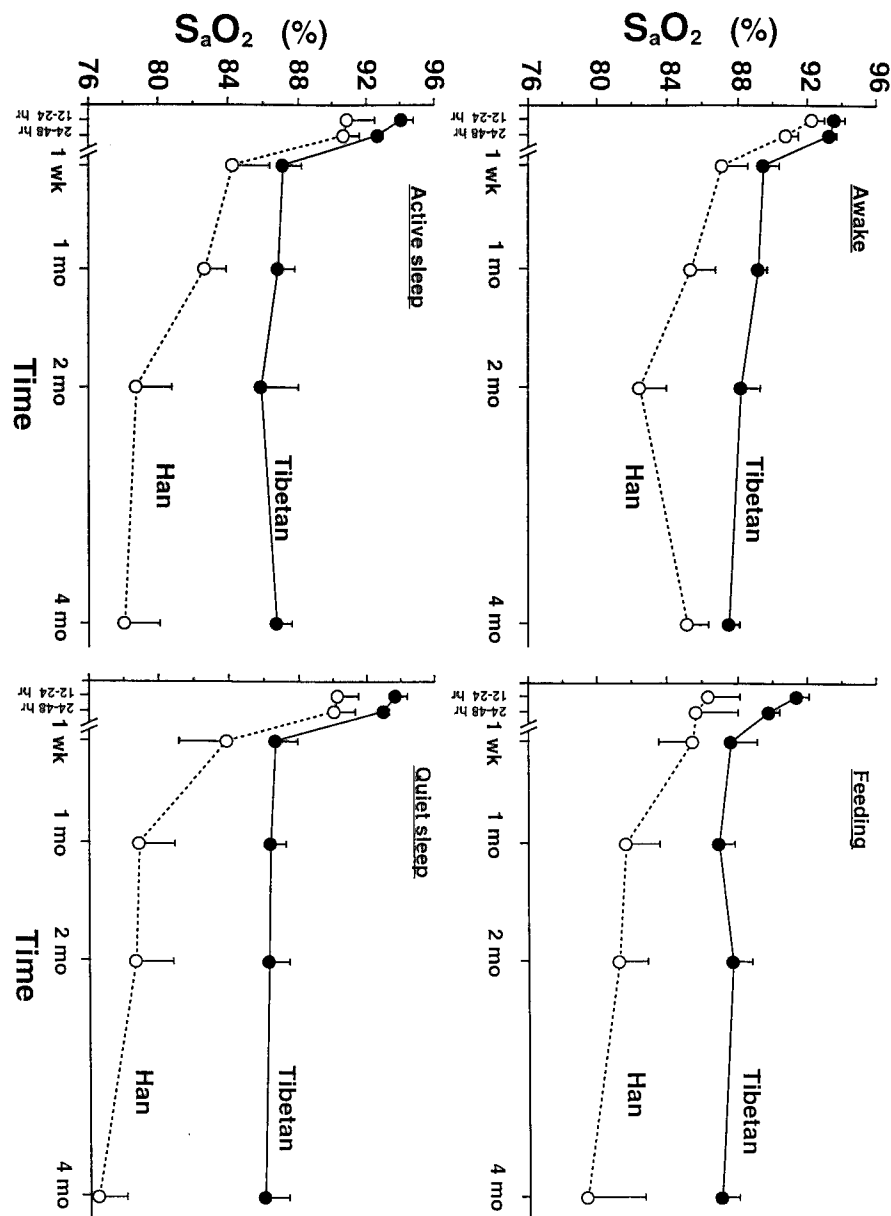 SaO2 (%)
96
92
88
84
80
76
Awake
Tibetan
Han
Feeding
Tibetan
Han
12-24 hr
24-48 hr
1 wk
1 mo
2 mo
4 mo
12-24 hr
24-48 hr
1 wk
1 mo
2 mo
4 mo
SaO2 (%)
96
92
88
84
80
76
Active sleep
Tibetan
Han
Quiet sleep
Tibetan
Han
12-24 hr
24-48 hr
1 wk
1 mo
2 mo
4 mo
12-24 hr
24-48 hr
1 wk
1 mo
2 mo
4 mo
Time
Time